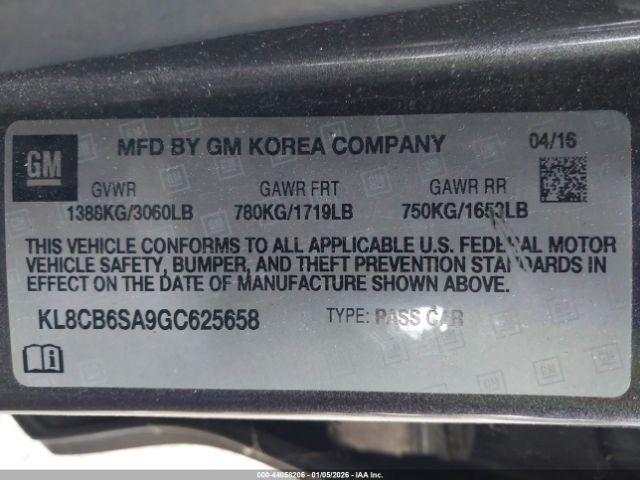 GM
MFD BY GM KOREA COMPANY
04/16
GVWR GAWR FRT GAWR RR
1388KG/3060LB 780KG/1719LB 750KG/1653LB
THIS VEHICLE CONFORMS TO ALL APPLICABLE U.S. FEDERAL MOTOR
VEHICLE SAFETY, BUMPER, AND THEFT PREVENTION STANDARDS IN
EFFECT ON THE DATE OF MANUFACTURE SHOWN ABOVE.
KL8CB6SA9GC625658 TYPE: PASS CAR
000-44058206 - 01/05/2026 - IAA Inc.